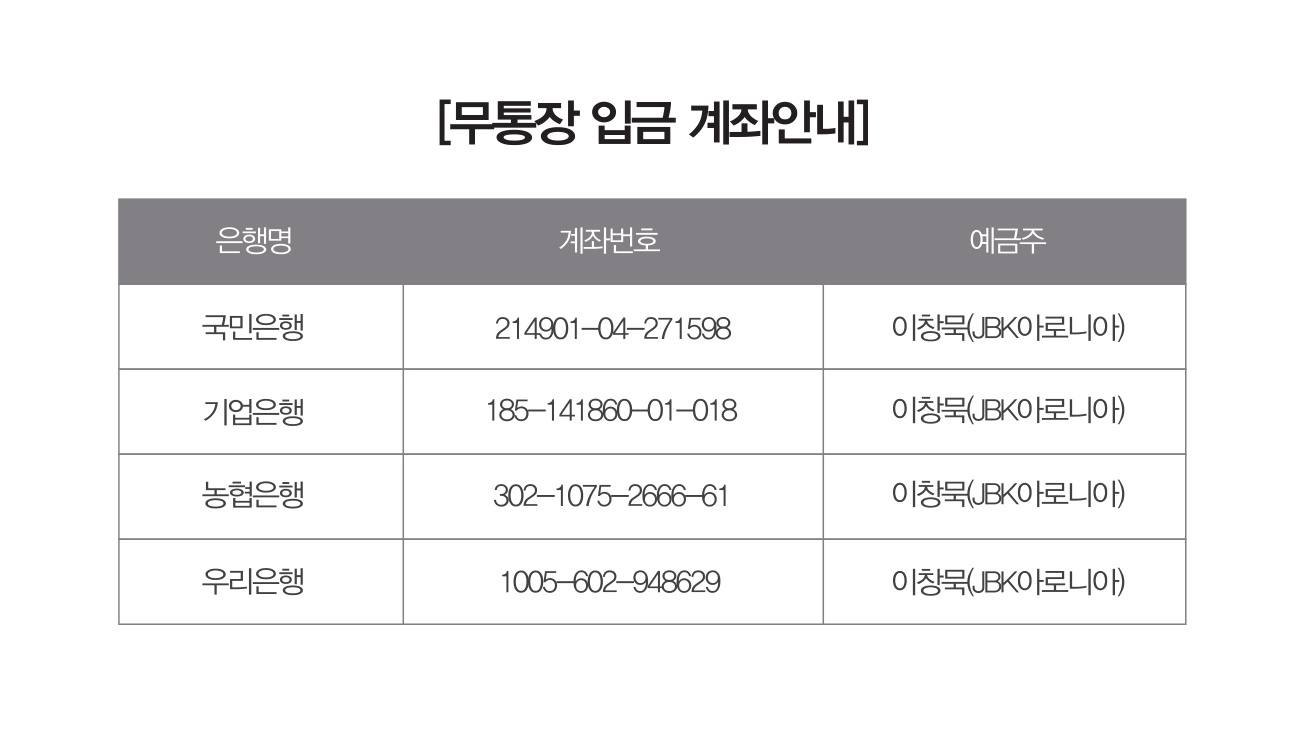 [무통장 입금 계좌안내]
은행명 계좌번호 예금주
국민은행 214901-04-271598 이창묵(JBK아로니아)
기업은행 185-141860-01-018 이창묵(JBK아로니아)
농협은행 302-1075-2666-61 이창묵(JBK아로니아)
우리은행 1005-602-948629 이창묵(JBK아로니아)